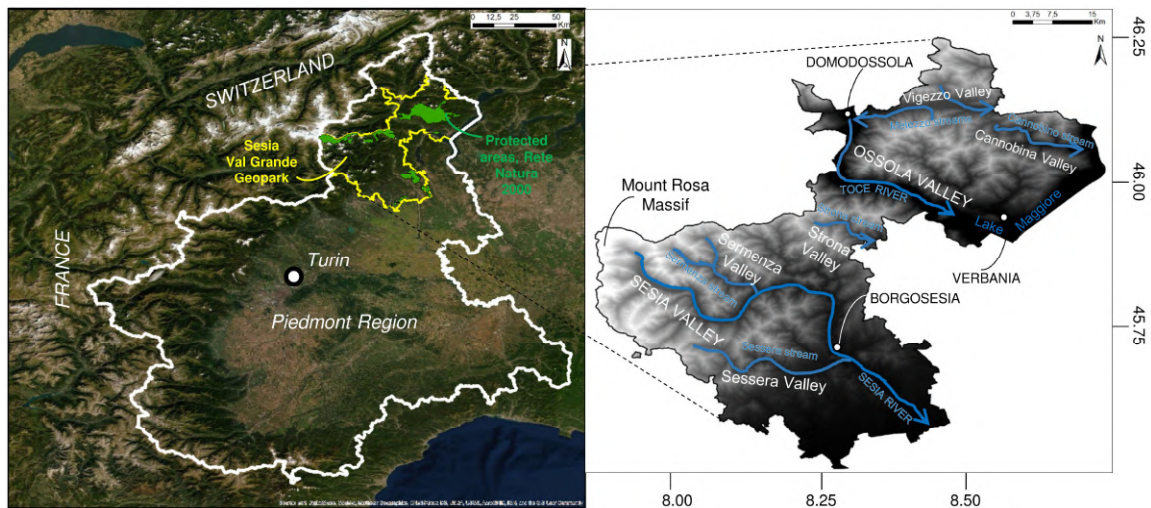 0 12,5 25 50
Km
N
SWITZERLAND
Sesia
Val Grande
Geopark
Protected
areas, Rete
Natura
FRANCE
Turin
Piedmont Region
0 3,75 7,5 15
Km
N
46.25
DOMODOSSOLA
Vigezzo Valley
Cannobino stream
Cannobina Valley
OSSOLA VALLEY
TOCE RIVER
46.00
Mount Rosa
Massif
Lake Maggiore
Strona
Valley
Sermenza
Valley
VERBANIA
SESIA VALLEY
BORGOSESIA
45.75
Sessera stream
Sessera Valley
SESIA RIVER
8.00
8.25
8.50